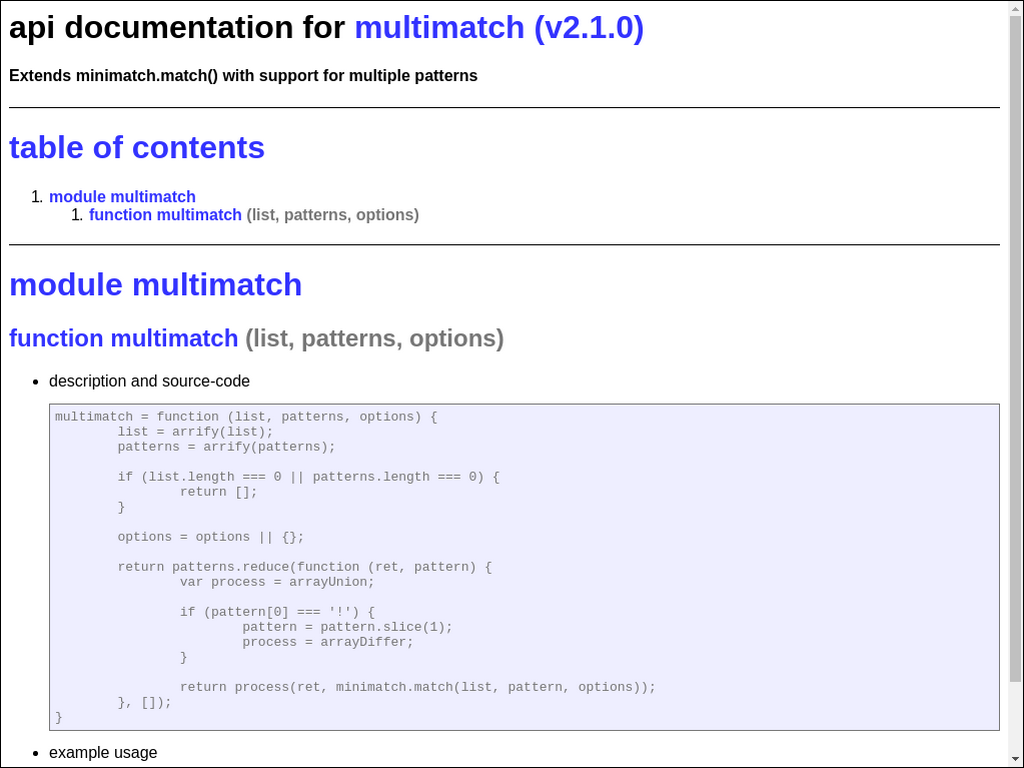 api documentation for multimatch (v2.1.0)
Extends minimatch.match() with support for multiple patterns
table of contents
1. module multimatch
1. function multimatch (list, patterns, options)
module multimatch
function multimatch (list, patterns, options)
• description and source-code
multimatch = function (list, patterns, options) {
        list = arrify(list);
        patterns = arrify(patterns);
        if (list.length === 0 || patterns.length === 0) {
                return [];
        }
        options = options || {};
        return patterns.reduce(function (ret, pattern) {
                var process = arrayUnion;
                if (pattern[0] === '!') {
                        pattern = pattern.slice(1);
                        process = arrayDiffer;
                }
                return process(ret, minimatch.match(list, pattern, options));
        }, []);
}
• example usage